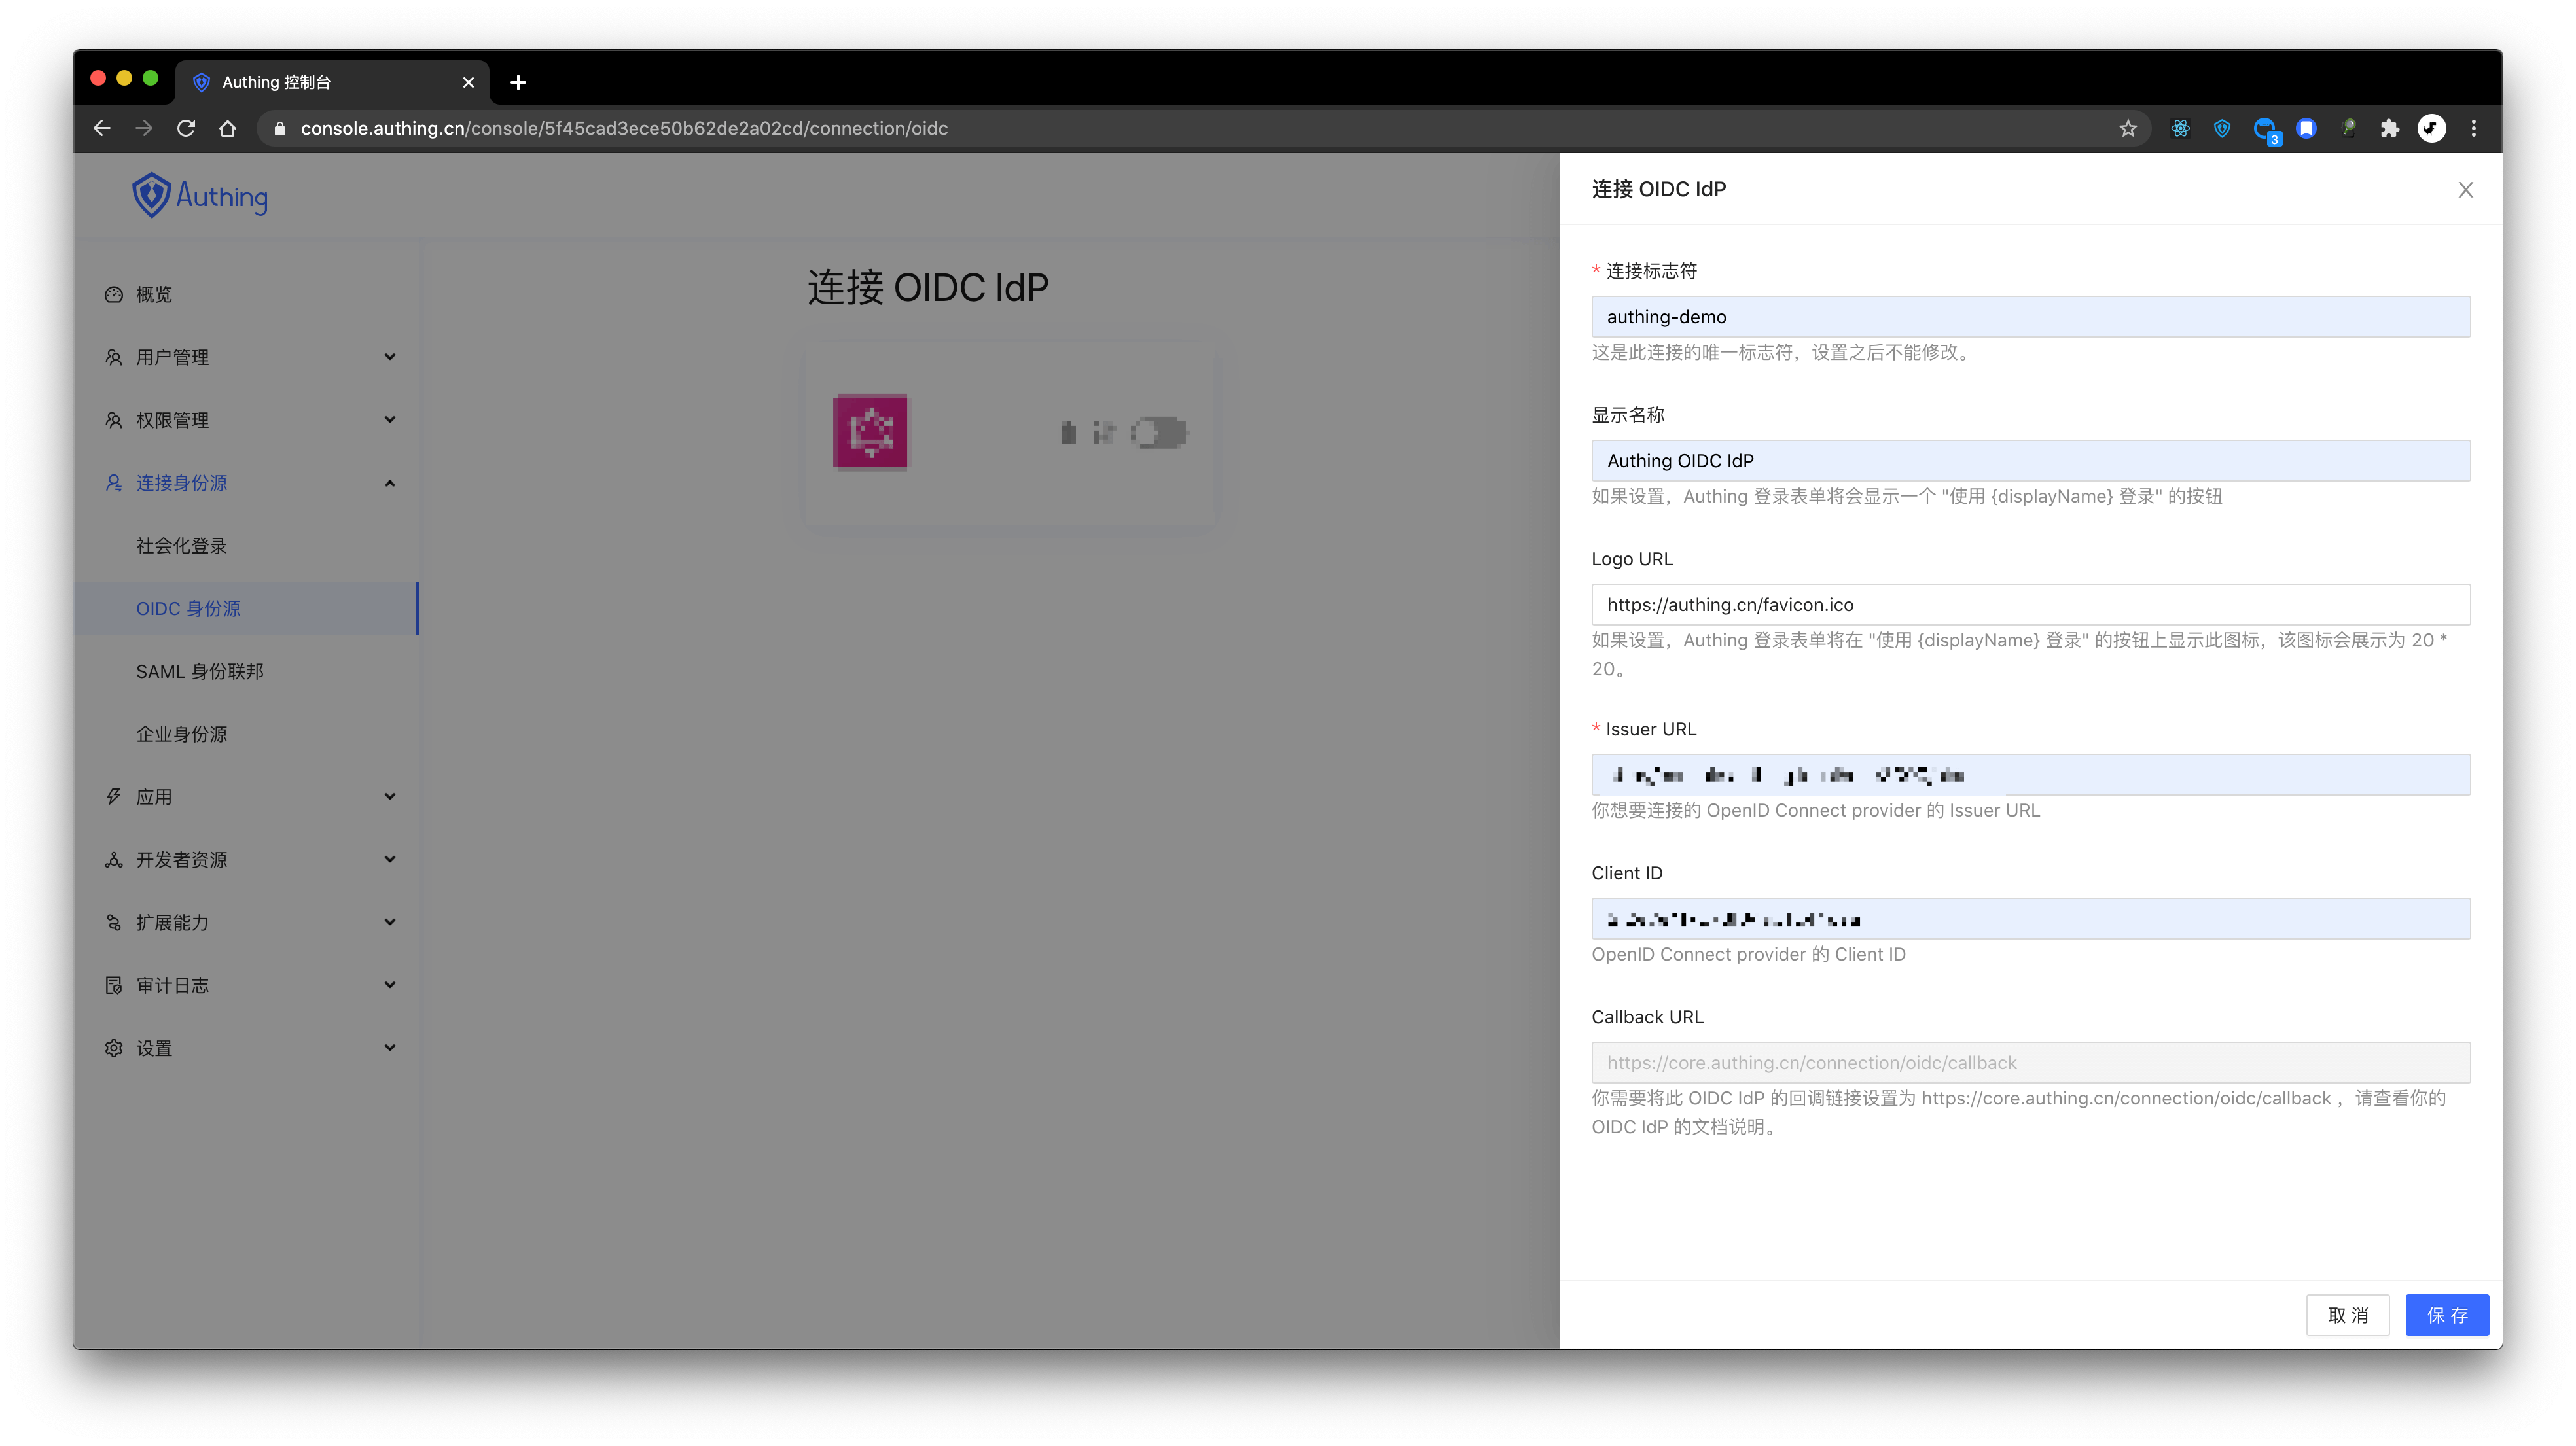 Authing 控制台
console.authing.cn/console/5f45cad3ece50b62de2a02cd/connection/oidc
3
Authing
概览
用户管理
权限管理
连接身份源
社会化登录
OIDC 身份源
SAML 身份联邦
企业身份源
应用
开发者资源
扩展能力
审计日志
设置
连接 OIDC IdP
连接 OIDC IdP
* 连接标志符
authing-demo
这是此连接的唯一标志符，设置之后不能修改。
显示名称
Authing OIDC IdP
如果设置，Authing 登录表单将会显示一个 "使用 {displayName} 登录" 的按钮
Logo URL
https://authing.cn/favicon.ico
如果设置，Authing 登录表单将在 "使用 {displayName} 登录" 的按钮上显示此图标，该图标会展示为 20 *
20。
* Issuer URL
你想要连接的 OpenID Connect provider 的 Issuer URL
Client ID
OpenID Connect provider 的 Client ID
Callback URL
https://core.authing.cn/connection/oidc/callback
你需要将此 OIDC IdP 的回调链接设置为 https://core.authing.cn/connection/oidc/callback ，请查看你的
OIDC IdP 的文档说明。
取 消
保 存